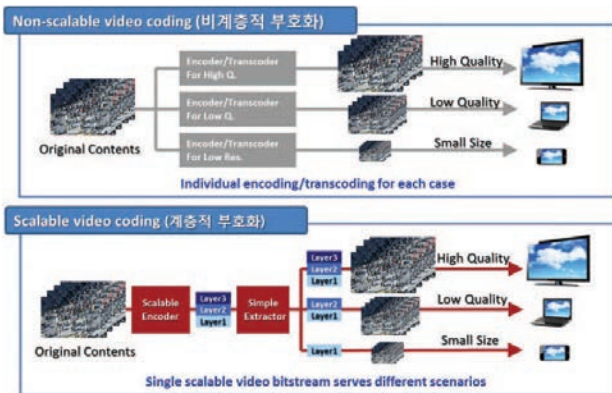 Non-scalable video coding (비계층적 부호화)
Encoder/Transcoder
For High Q.
High Quality
Encoder/Transcoder
For Low Q.
Low Quality
Original Contents
Encoder/Transcoder
For Low Res.
Small Size
Individual encoding/transcoding for each case
Scalable video coding (계층적 부호화)
Layer3
Layer2
Layer1
High Quality
Scalable
Encoder
Layer3
Layer2
Layer1
Simple
Extractor
Layer2
Layer1
Low Quality
Original Contents
Layer1
Small Size
Single scalable video bitstream serves different scenarios